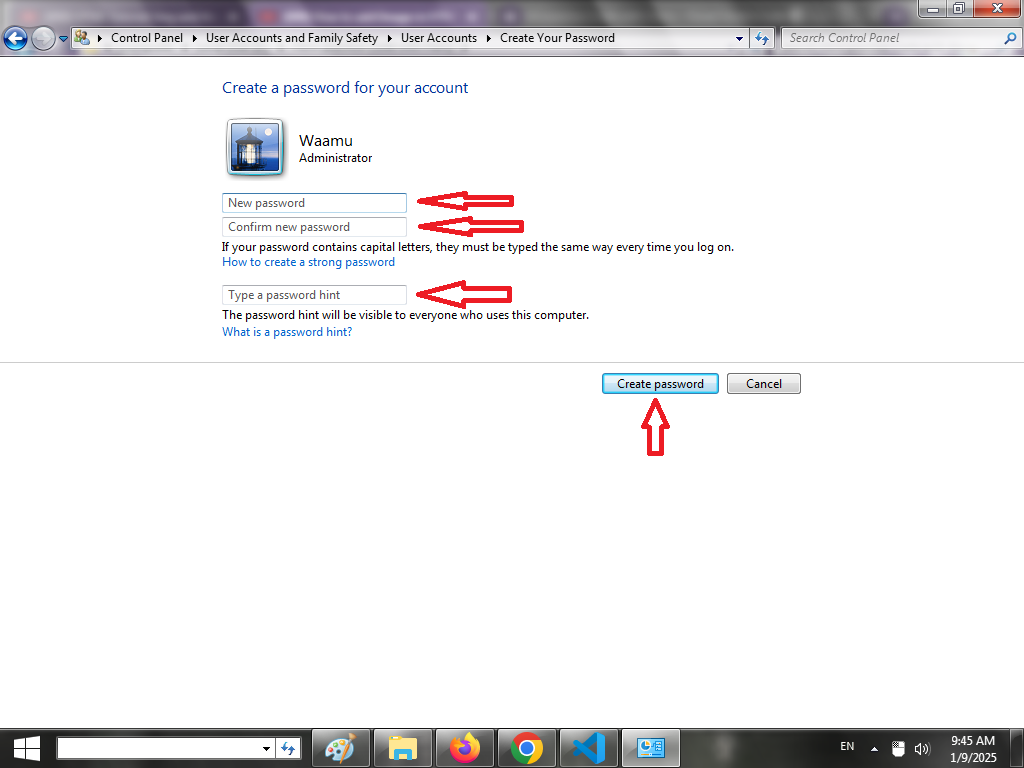 Control Panel User Accounts and Family Safety User Accounts Create Your Password Search Control Panel
Create a password for your account
Waamu
Administrator
New password
Confirm new password
If your password contains capital letters, they must be typed the same way every time you log on.
How to create a strong password
Type a password hint
The password hint will be visible to everyone who uses this computer.
What is a password hint?
Create password Cancel
EN
9:45 AM
1/9/2025